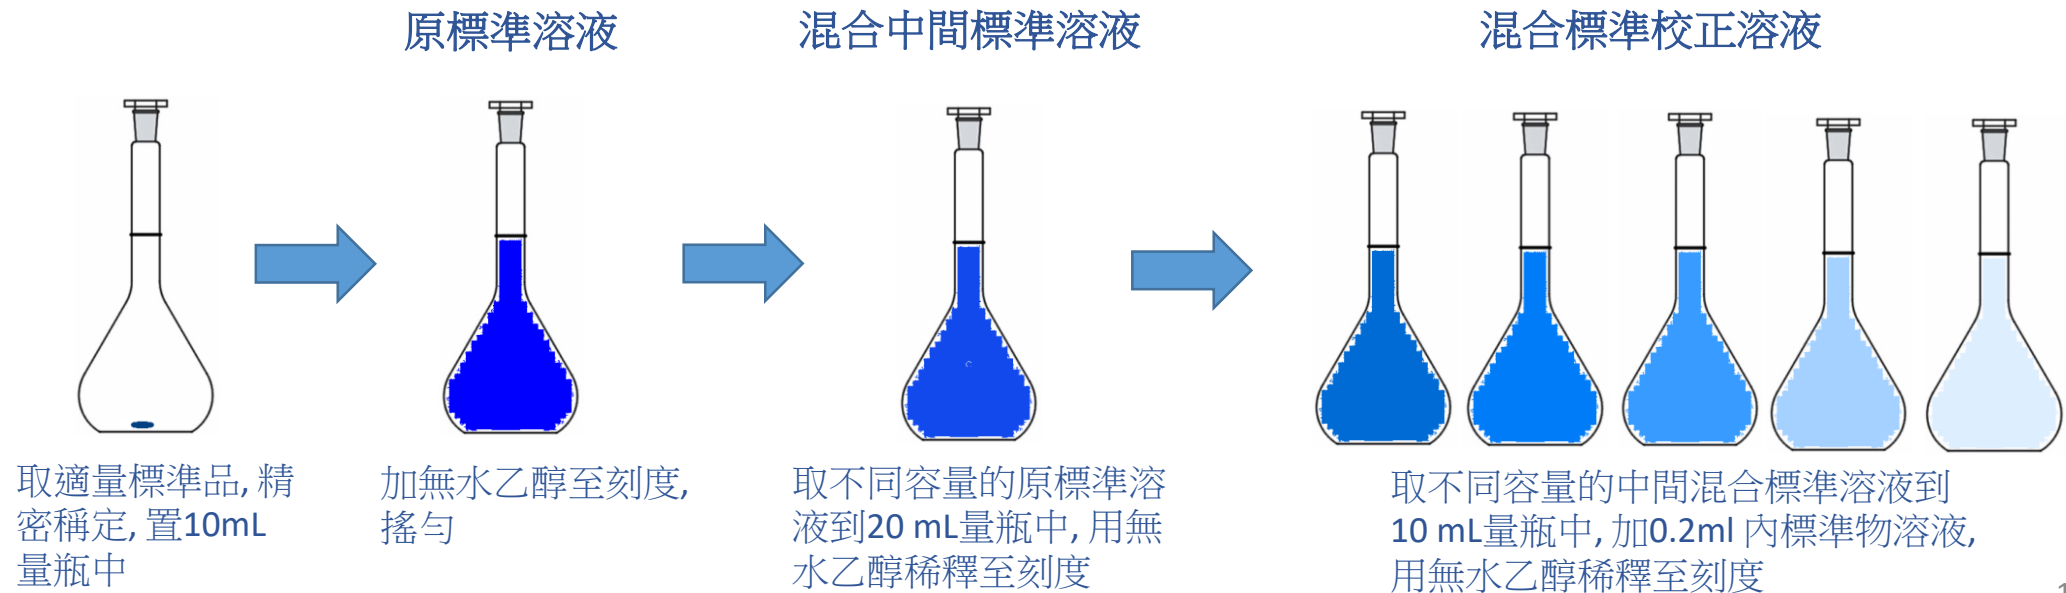 原標準溶液
混合中間標準溶液
混合標準校正溶液
取適量標準品, 精
密稱定, 置10mL
量瓶中
加無水乙醇至刻度,
搖勻
取不同容量的原標準溶
液到20 mL量瓶中, 用無
水乙醇稀釋至刻度
取不同容量的中間混合標準溶液到
10 mL量瓶中, 加0.2ml 內標準物溶液,
用無水乙醇稀釋至刻度